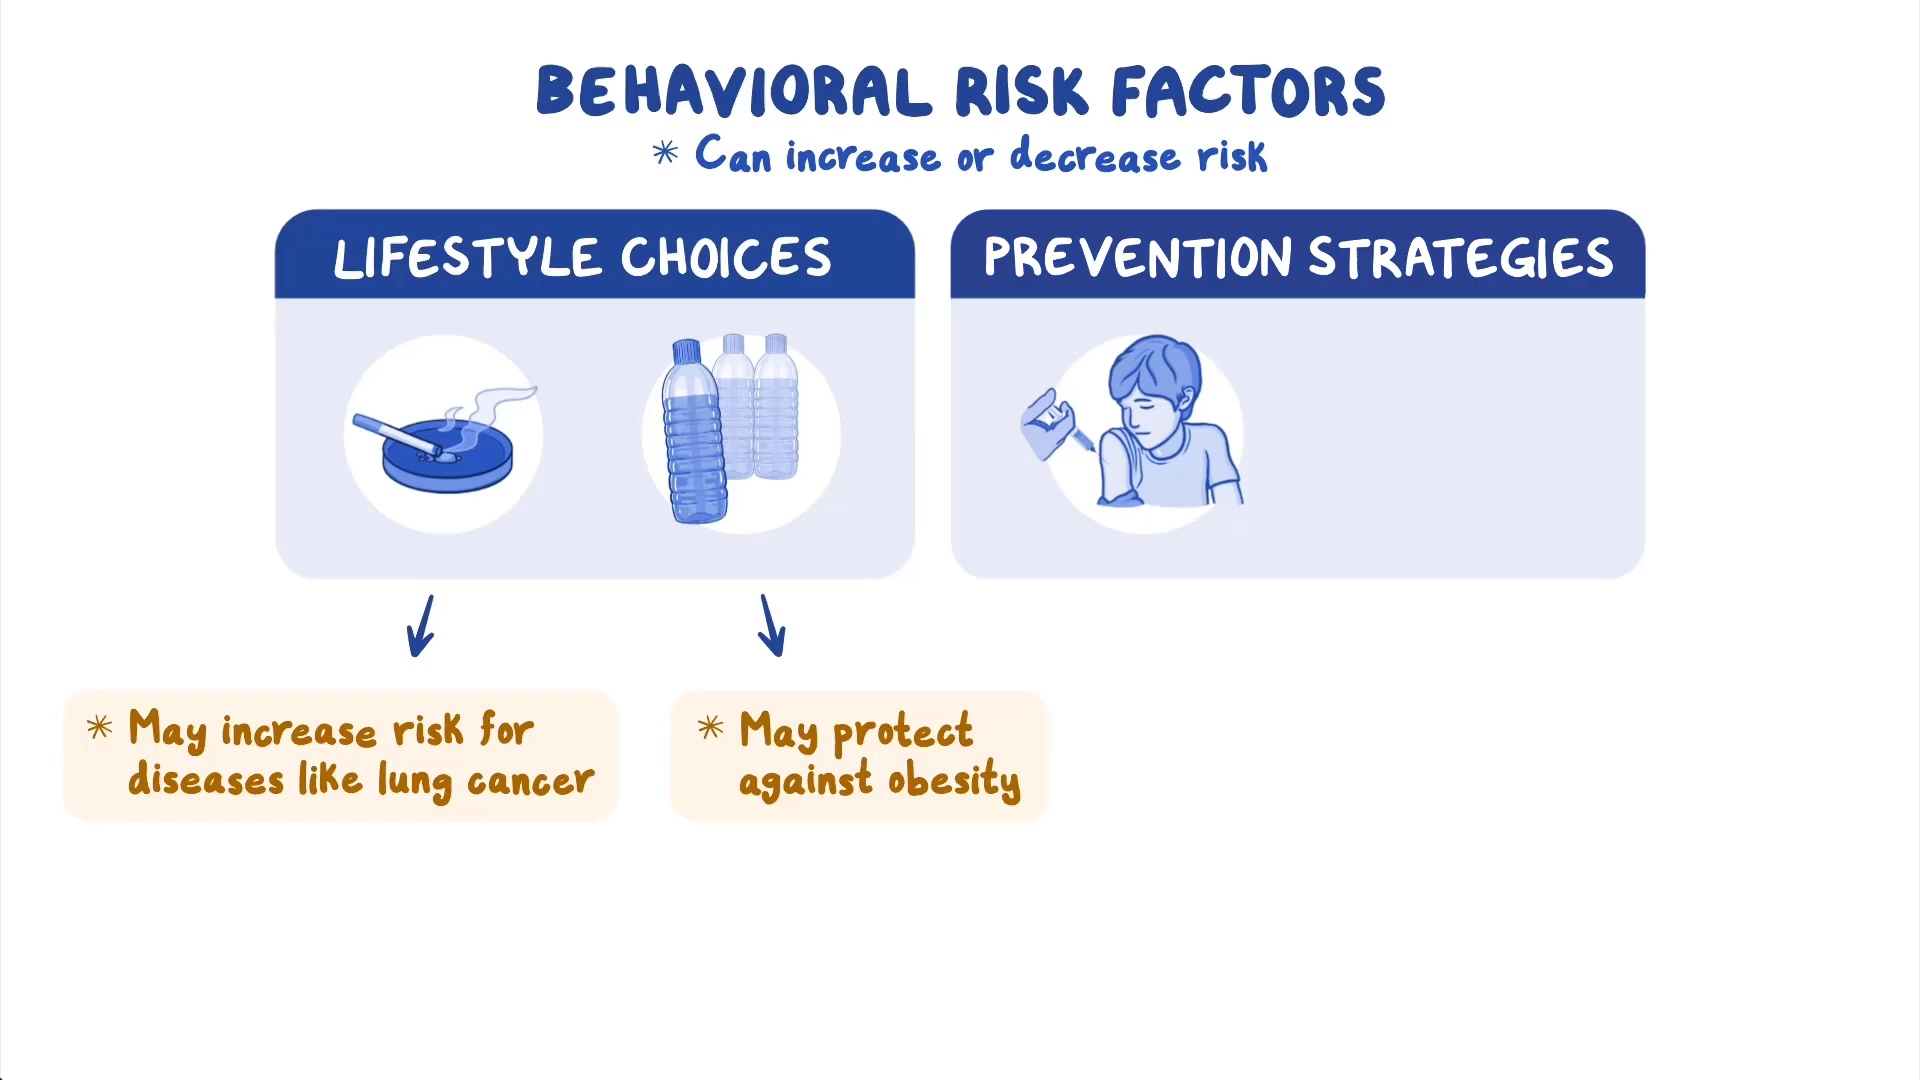 BEHAVIORAL RISK FACTORS
* Can increase or decrease risk
LIFESTYLE CHOICES
PREVENTION STRATEGIES
* May increase risk for
diseases like lung cancer
* May protect
against obesity